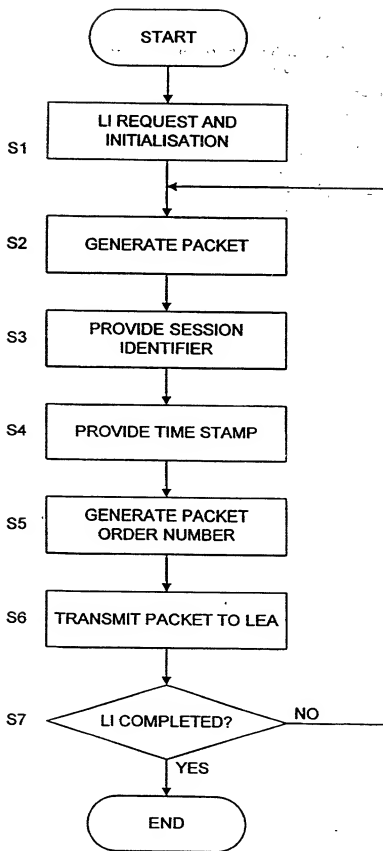 START
S1
LI REQUEST AND
INITIALISATION
S2
GENERATE PACKET
S3
PROVIDE SESSION
IDENTIFIER
S4
PROVIDE TIME STAMP
S5
GENERATE PACKET
ORDER NUMBER
S6
TRANSMIT PACKET TO LEA
S7
LI COMPLETED?
NO
YES
END